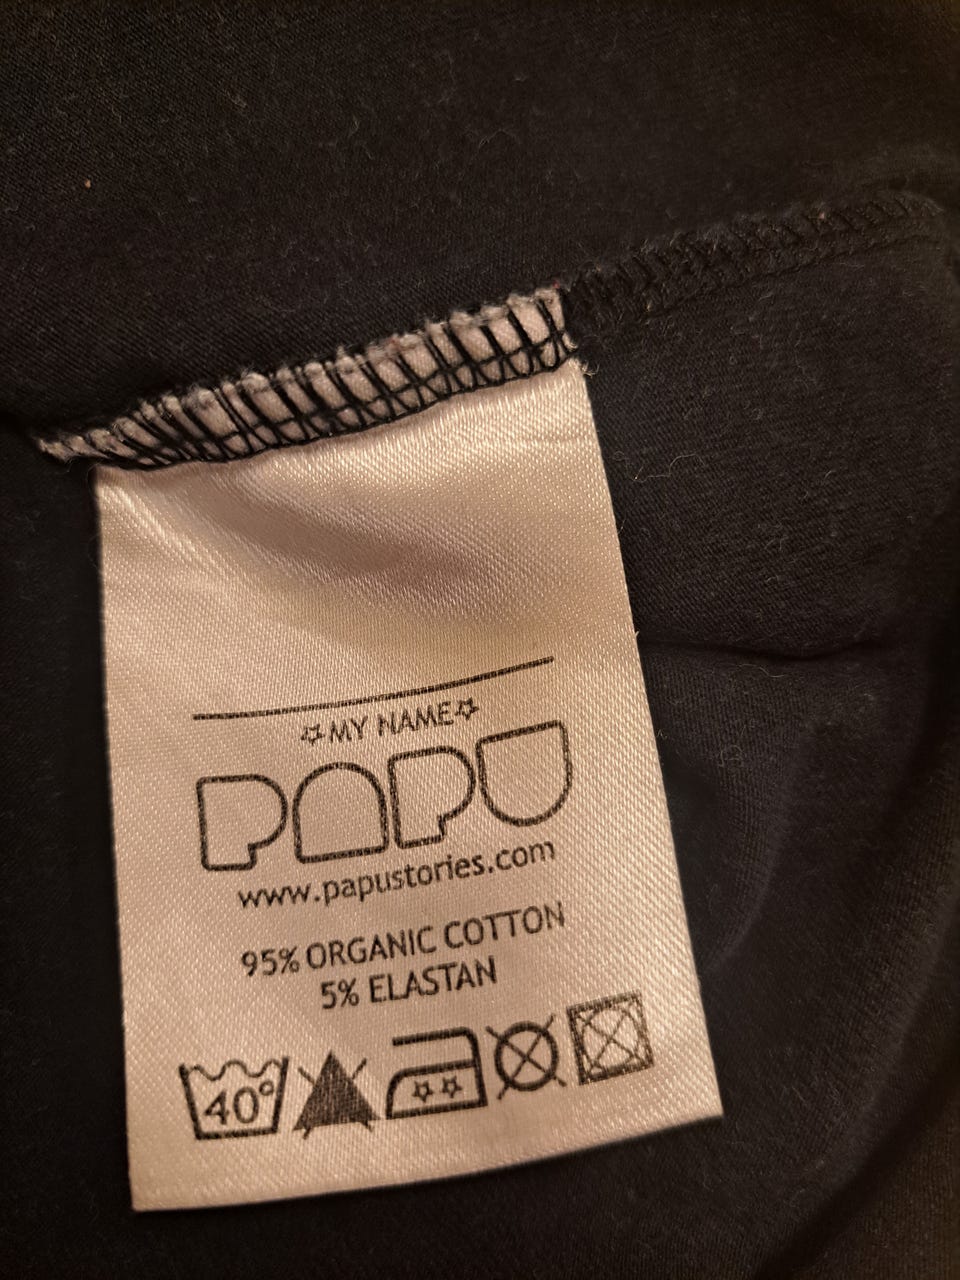 MY NAME
PAPU
www.papustories.com
95% ORGANIC COTTON
5% ELASTAN
40°